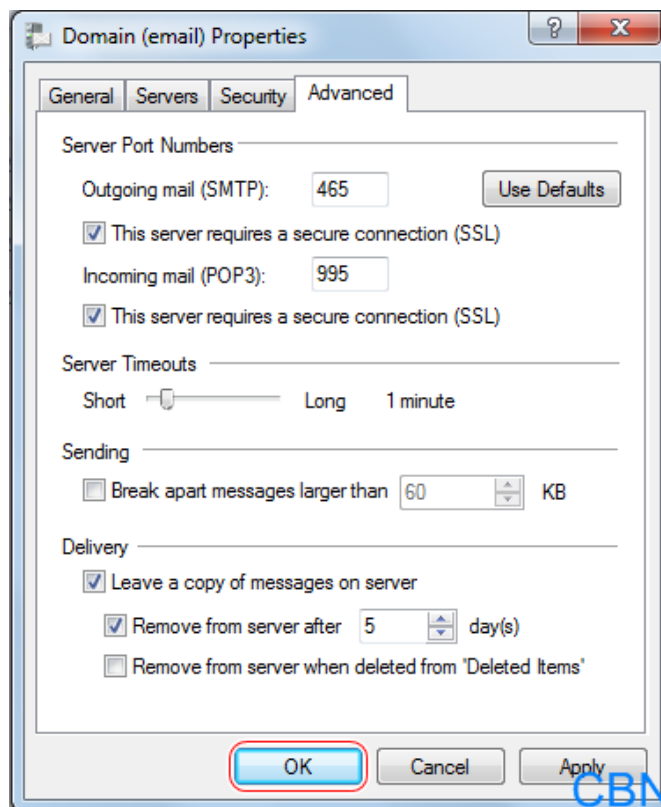 Domain (email) Properties
General Servers Security Advanced
Server Port Numbers
Outgoing mail (SMTP): 465 Use Defaults
This server requires a secure connection (SSL)
Incoming mail (POP3): 995
This server requires a secure connection (SSL)
Server Timeouts
Short Long 1 minute
Sending
Break apart messages larger than 60 KB
Delivery
Leave a copy of messages on server
Remove from server after 5 day(s)
Remove from server when deleted from 'Deleted Items'
OK Cancel Apply
CBN